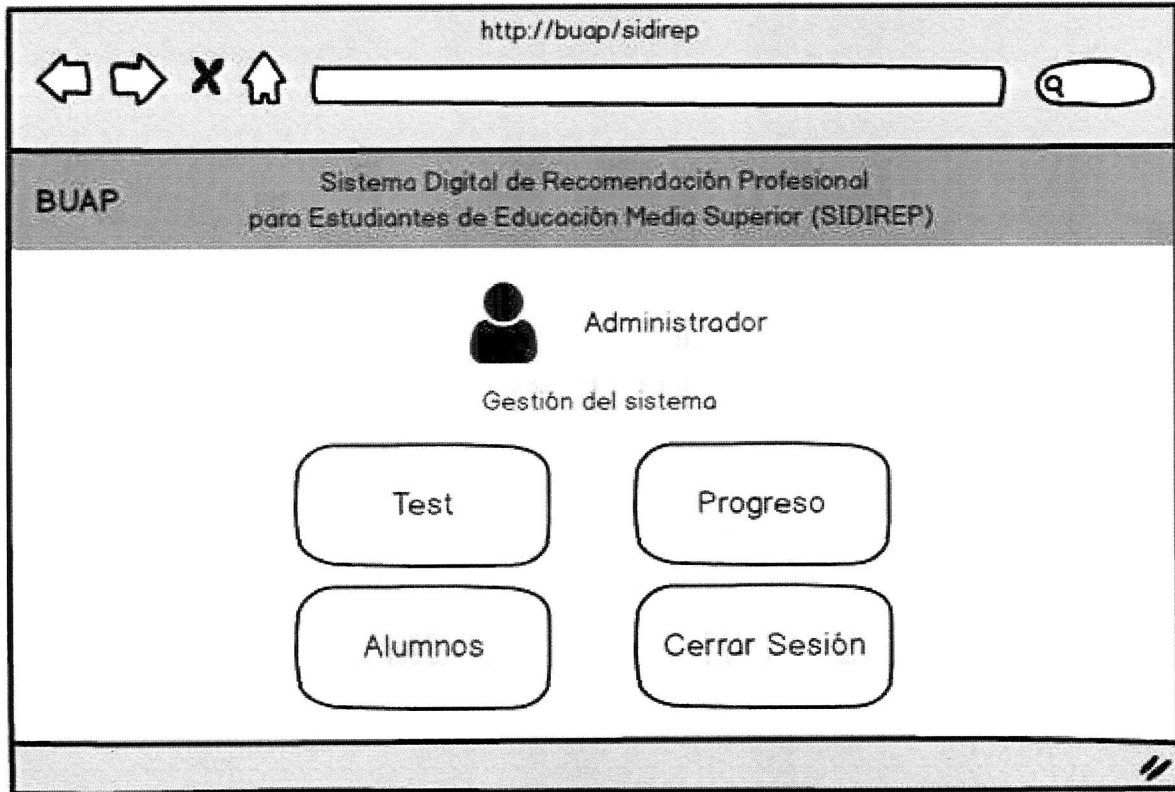 http://buap/sidirep
BUAP
Sistema Digital de Recomendación Profesional
para Estudiantes de Educación Media Superior (SIDIREP)
Administrador
Gestión del sistema
Test
Progreso
Alumnos
Cerrar Sesión